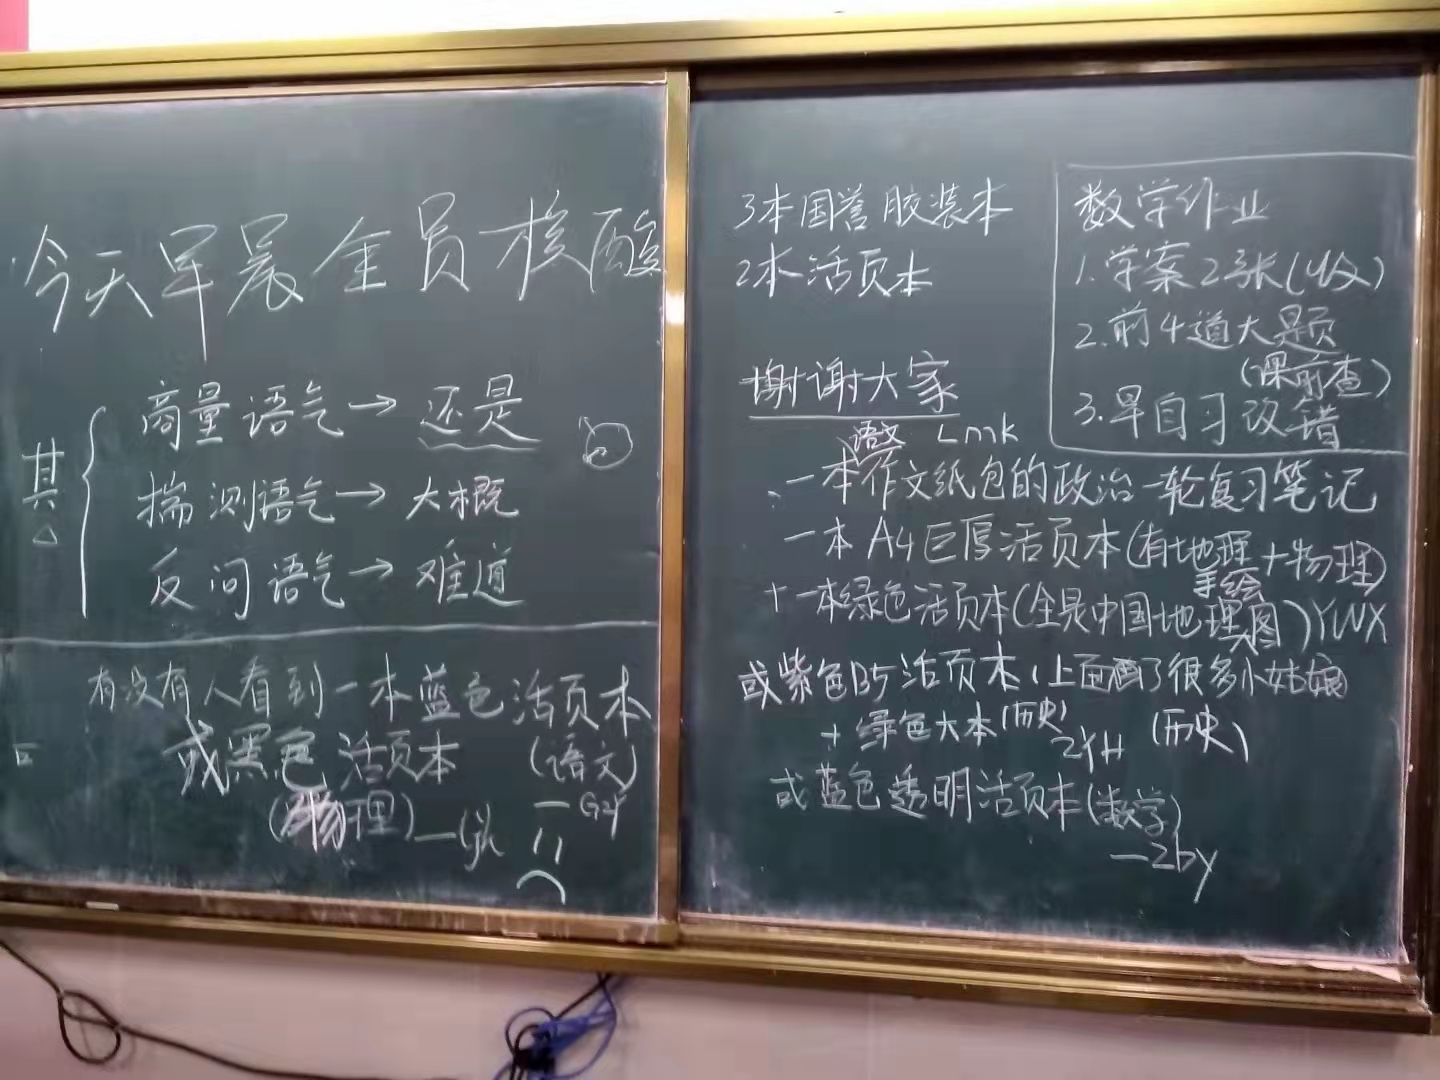 今天早晨全员核酸
其
商量语气→还是
揣测语气→大概
反问语气→难道
有没有人看到一本蓝色活页本
(语文)
或黑色活页本
(物理)
3本国誉胶装本
2本活页本
谢谢大家
数学作业
1.学案2张(收)
2.前4道大题
(课前查)
3.早自习改错
语文 Lmk
一本作文纸包的政治一轮复习笔记
一本A4巨厚活页本(有地理+物理)
手绘
+一本绿色活页本(全是中国地理图)YWX
或紫色B5活页本(上面画了很多小姑娘
(历史)
+绿色大本(历史) ZYH
或蓝色透明活页本(数学)
—zby